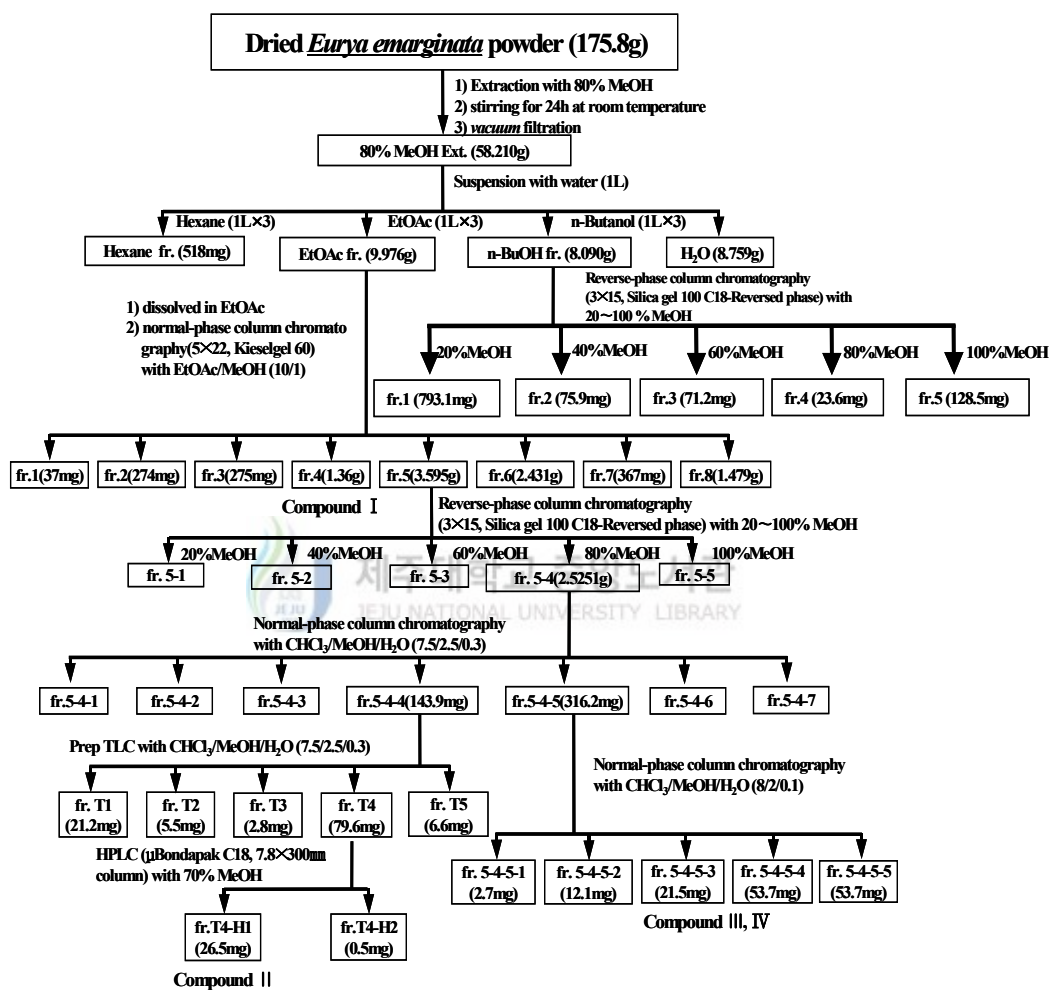 Dried Eurya emarginata powder (175.8g)
1) Extraction with 80% MeOH
2) stirring for 24h at room temperature
3) vacuum filtration
80% MeOH Ext. (58.210g)
Suspension with water (1L)
Hexane (1L×3)
EtOAc (1L×3)
n-Butanol (1L×3)
Hexane fr. (518mg)
EtOAc fr. (9.976g)
n-BuOH fr. (8.090g)
H₂O (8.759g)
Reverse-phase column chromatography
(3×15, Silica gel 100 C18-Reversed phase) with
20～100 % MeOH
1) dissolved in EtOAc
2) normal-phase column chromato
graphy(5×22, Kieselgel 60)
with EtOAc/MeOH (10/1)
20%MeOH
40%MeOH
60%MeOH
80%MeOH
100%MeOH
fr.1 (793.1mg)
fr.2 (75.9mg)
fr.3 (71.2mg)
fr.4 (23.6mg)
fr.5 (128.5mg)
fr.1(37mg)
fr.2(274mg)
fr.3(275mg)
fr.4(1.36g)
fr.5(3.595g)
fr.6(2.431g)
fr.7(367mg)
fr.8(1.479g)
Compound Ⅰ
Reverse-phase column chromatography
(3×15, Silica gel 100 C18-Reversed phase) with 20～100% MeOH
20%MeOH
40%MeOH
60%MeOH
80%MeOH
100%MeOH
fr. 5-1
fr. 5-2
fr. 5-3
fr. 5-4(2.5251g)
fr. 5-5
제주대학교 중앙도서관
JEJU NATIONAL UNIVERSITY LIBRARY
JEJU
Normal-phase column chromatography
with CHCl₃/MeOH/H₂O (7.5/2.5/0.3)
fr.5-4-1
fr.5-4-2
fr.5-4-3
fr.5-4-4(143.9mg)
fr.5-4-5(316.2mg)
fr.5-4-6
fr.5-4-7
Prep TLC with CHCl₃/MeOH/H₂O (7.5/2.5/0.3)
Normal-phase column chromatography
with CHCl₃/MeOH/H₂O (8/2/0.1)
fr. T1
(21.2mg)
fr. T2
(5.5mg)
fr. T3
(2.8mg)
fr. T4
(79.6mg)
fr. T5
(6.6mg)
HPLC (μBondapak C18, 7.8×300㎜
column) with 70% MeOH
fr. 5-4-5-1
(2.7mg)
fr. 5-4-5-2
(12.1mg)
fr. 5-4-5-3
(21.5mg)
fr. 5-4-5-4
(53.7mg)
fr. 5-4-5-5
(53.7mg)
Compound Ⅲ, Ⅳ
fr.T4-H1
(26.5mg)
fr.T4-H2
(0.5mg)
Compound Ⅱ